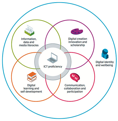 Information,
data and
media literacies
Digital creation,
innovation and
scholarship
ICT proficiency
Digital identity
and wellbeing
Digital
learning and
self-development
Communication,
collaboration and
participation